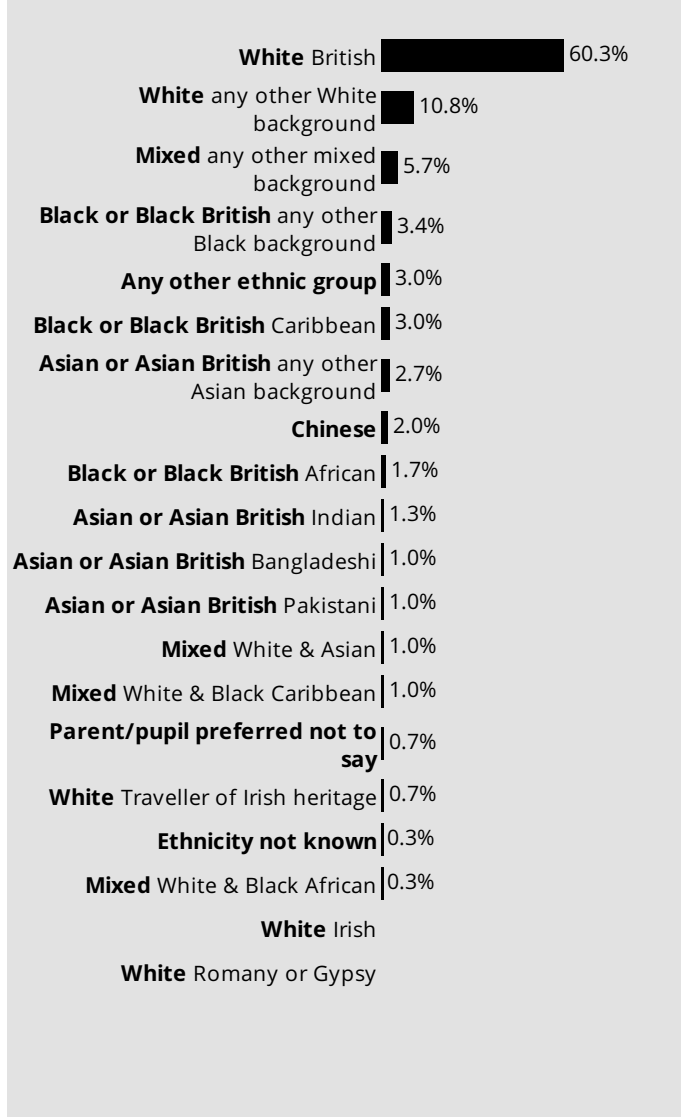 White British 60.3%
White any other White
background 10.8%
Mixed any other mixed
background 5.7%
Black or Black British any other
Black background 3.4%
Any other ethnic group 3.0%
Black or Black British Caribbean 3.0%
Asian or Asian British any other
Asian background 2.7%
Chinese 2.0%
Black or Black British African 1.7%
Asian or Asian British Indian 1.3%
Asian or Asian British Bangladeshi 1.0%
Asian or Asian British Pakistani 1.0%
Mixed White & Asian 1.0%
Mixed White & Black Caribbean 1.0%
Parent/pupil preferred not to
say 0.7%
White Traveller of Irish heritage 0.7%
Ethnicity not known 0.3%
Mixed White & Black African 0.3%
White Irish
White Romany or Gypsy